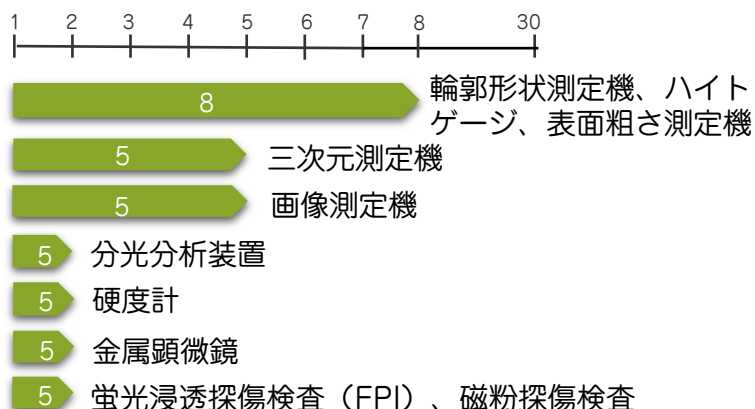 1 2 3 4 5 6 7 8 30
8
輪郭形状測定機、ハイト
ゲージ、表面粗さ測定機
5
三次元測定機
5
画像測定機
5
分光分析装置
5
硬度計
5
金属顕微鏡
5
蛍光浸透探傷検査（FPI）、磁粉探傷検査